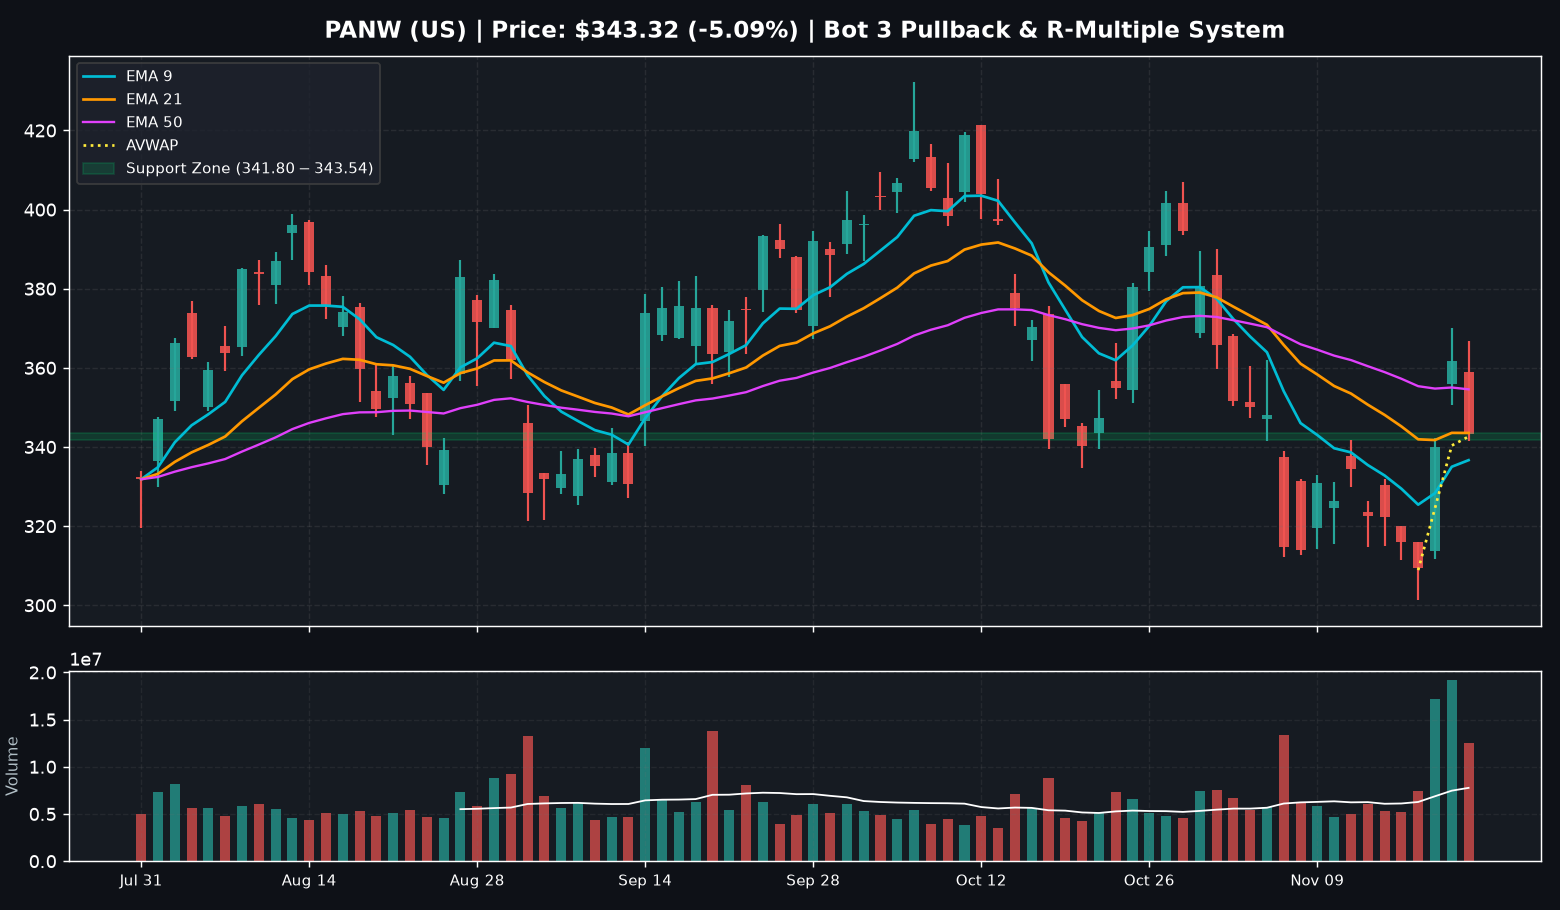 PANW (US) | Price: $343.32 (-5.09%) | Bot 3 Pullback & R-Multiple System
EMA 9
EMA 21
EMA 50
AVWAP
Support Zone (341.80 − 343.54)
420
400
380
360
340
320
300
1e7
2.0
1.5
1.0
0.5
0.0
Volume
Jul 31 Aug 14 Aug 28 Sep 14 Sep 28 Oct 12 Oct 26 Nov 09